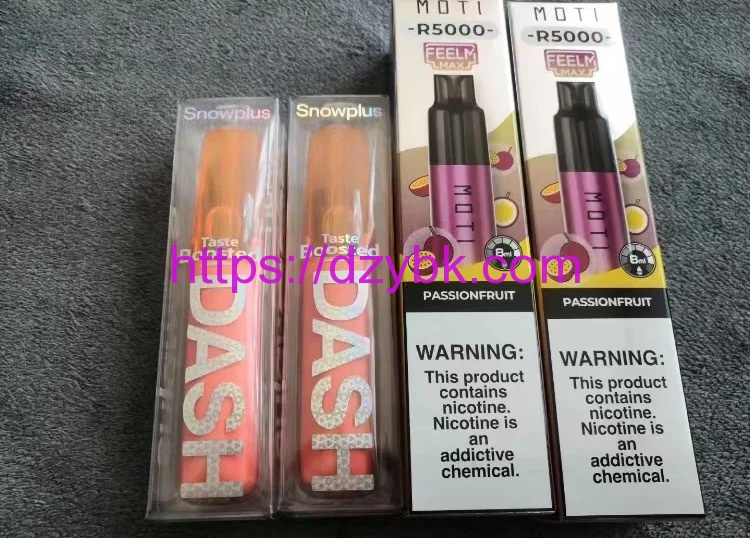 Snowplus
Taste
DASH
Snowplus
Taste
Boosted
DASH
MOTI
-R5000-
FEELM
MAX
MOTI
8ml
PASSIONFRUIT
WARNING:
This product
contains
nicotine.
Nicotine is
an
addictive
chemical.
MOTI
-R5000-
FEELM
MAX
MOTI
8ml
PASSIONFRUIT
WARNING:
This product
contains
nicotine.
Nicotine is
an
addictive
chemical.
https://dzybk.com